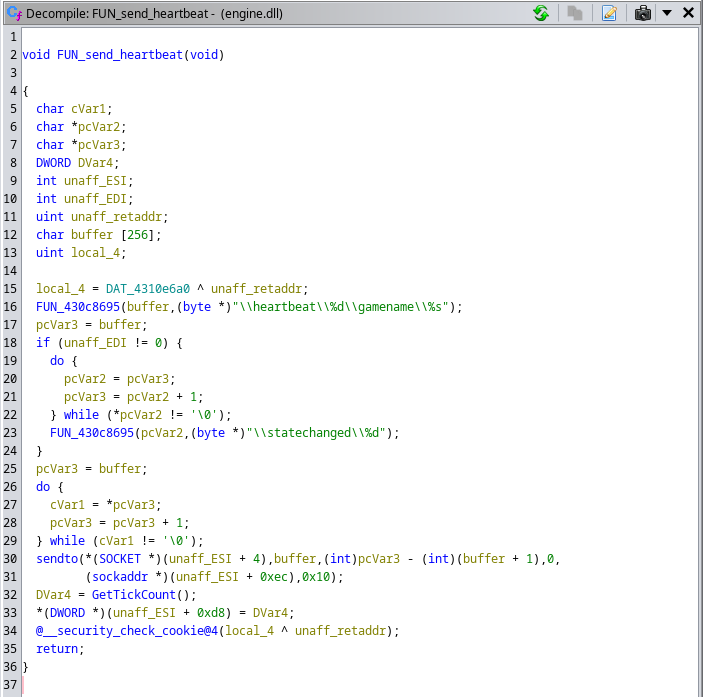 Decompile: FUN_send_heartbeat - (engine.dll)
1
2 void FUN_send_heartbeat(void)
3
4 {
5 char cVar1;
6 char *pcVar2;
7 char *pcVar3;
8 DWORD DVar4;
9 int unaff_ESI;
10 int unaff_EDI;
11 uint unaff_retaddr;
12 char buffer [256];
13 uint local_4;
14
15 local_4 = DAT_4310e6a0 ^ unaff_retaddr;
16 FUN_430c8695(buffer,(byte *)"\\heartbeat\\%d\\gamename\\%s");
17 pcVar3 = buffer;
18 if (unaff_EDI != 0) {
19 do {
20 pcVar2 = pcVar3;
21 pcVar3 = pcVar2 + 1;
22 } while (*pcVar2 != '\0');
23 FUN_430c8695(pcVar2,(byte *)"\\statechanged\\%d");
24 }
25 pcVar3 = buffer;
26 do {
27 cVar1 = *pcVar3;
28 pcVar3 = pcVar3 + 1;
29 } while (cVar1 != '\0');
30 sendto(*(SOCKET *)(unaff_ESI + 4),buffer,(int)pcVar3 - (int)(buffer + 1),0,
31 (sockaddr *)(unaff_ESI + 0xec),0x10);
32 DVar4 = GetTickCount();
33 *(DWORD *)(unaff_ESI + 0xd8) = DVar4;
34 @__security_check_cookie@4(local_4 ^ unaff_retaddr);
35 return;
36 }
37